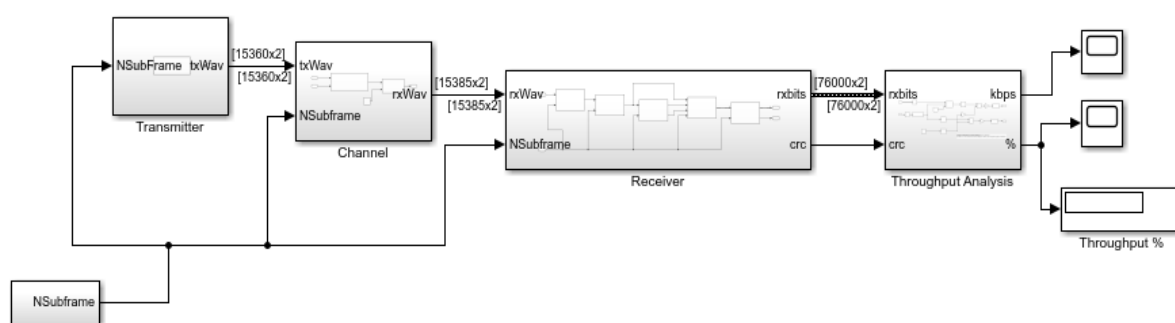 NSubFrame txWav
Transmitter
[15360x2]
[15360x2]
txWav
rxWav
NSubframe
Channel
[15385x2]
[15385x2]
rxWav
rxbits
NSubframe
crc
Receiver
[76000x2]
[76000x2]
rxbits
kbps
crc
%
Throughput Analysis
Throughput %
NSubframe